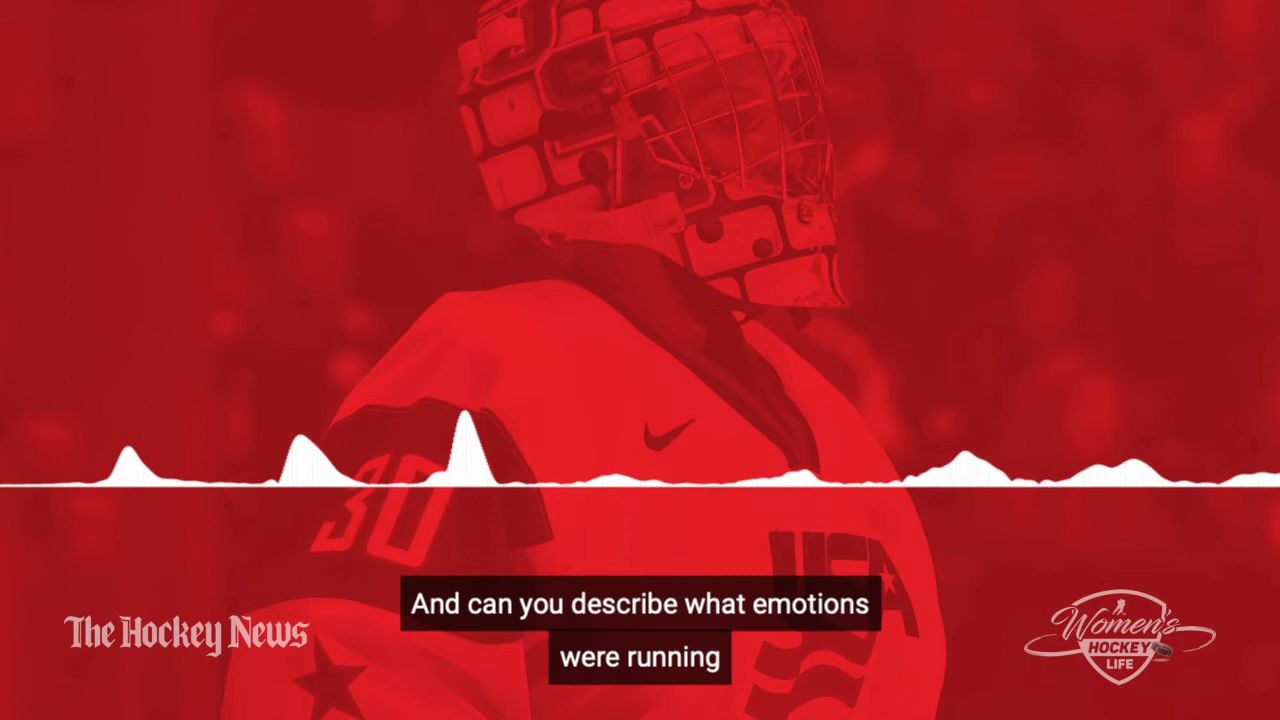 30
USA
And can you describe what emotions
were running
The Hockey News
Women's
HOCKEY
LIFE